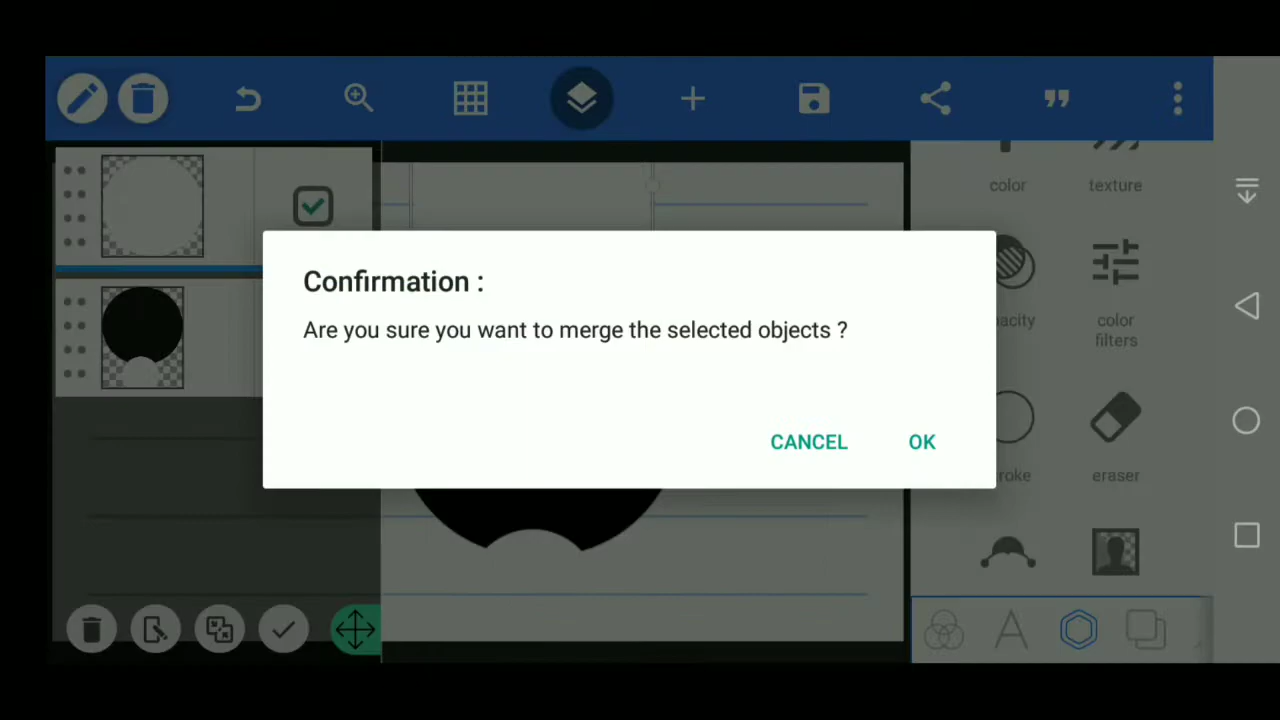 color
texture
Confirmation :
Are you sure you want to merge the selected objects ?
acity
color
filters
CANCEL
OK
roke
eraser